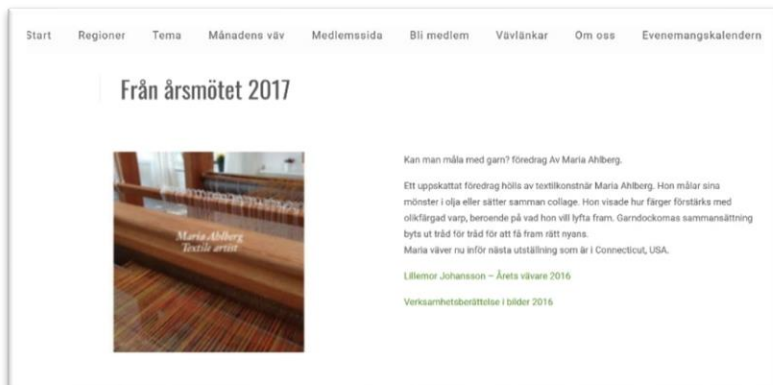 Start Regioner Tema Månadens väv Medlemssida Bli medlem Vävlänkar Om oss Evenemangskalendern
Från årsmötet 2017
Maria Ahlberg
Textile artist
Kan man måla med garn? föredrag Av Maria Ahlberg.
Ett uppskattat föredrag hölls av textilkonstnär Maria Ahlberg. Hon målar sina
mönster i olja eller sätter samman collage. Hon visade hur färger förstärks med
olikfärgad varp, beroende på vad hon vill lyfta fram. Garndockornas sammansättning
byts ut tråd för tråd för att få fram rätt nyans.
Maria väver nu inför nästa utställning som är i Connecticut, USA.
Lillemor Johansson – Årets vävare 2016
Verksamhetsberättelse i bilder 2016